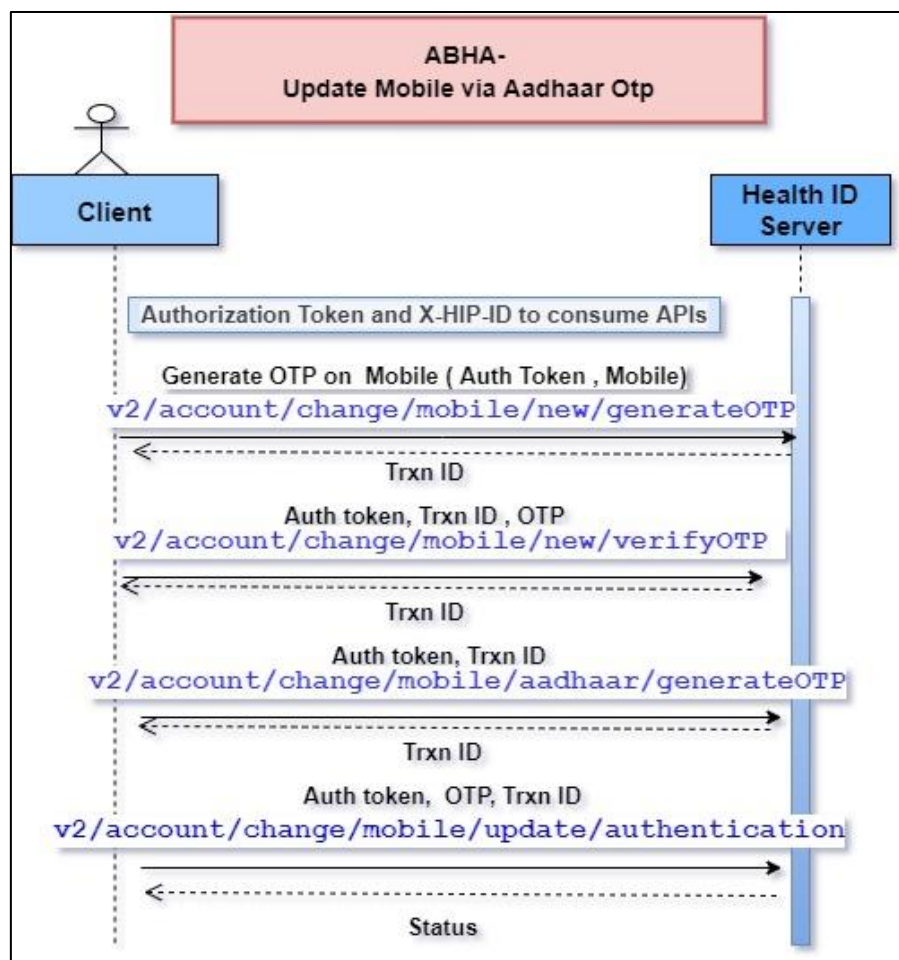 ABHA-
Update Mobile via Aadhaar Otp
Client
Health ID
Server
Authorization Token and X-HIP-ID to consume APIs
Generate OTP on Mobile ( Auth Token , Mobile)
v2/account/change/mobile/new/generateOTP
Trxn ID
Auth token, Trxn ID , OTP
v2/account/change/mobile/new/verifyOTP
Trxn ID
Auth token, Trxn ID
v2/account/change/mobile/aadhaar/generateOTP
Trxn ID
Auth token, OTP, Trxn ID
v2/account/change/mobile/update/authentication
Status